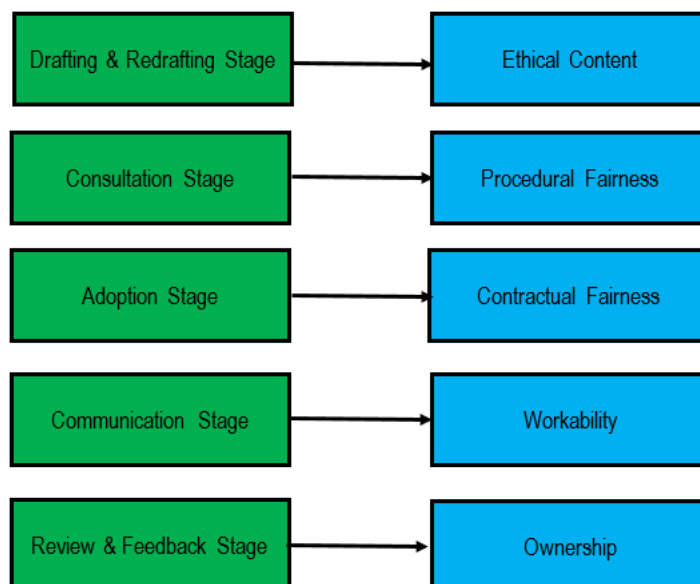 Drafting & Redrafting Stage
Ethical Content
Consultation Stage
Procedural Fairness
Adoption Stage
Contractual Fairness
Communication Stage
Workability
Review & Feedback Stage
Ownership